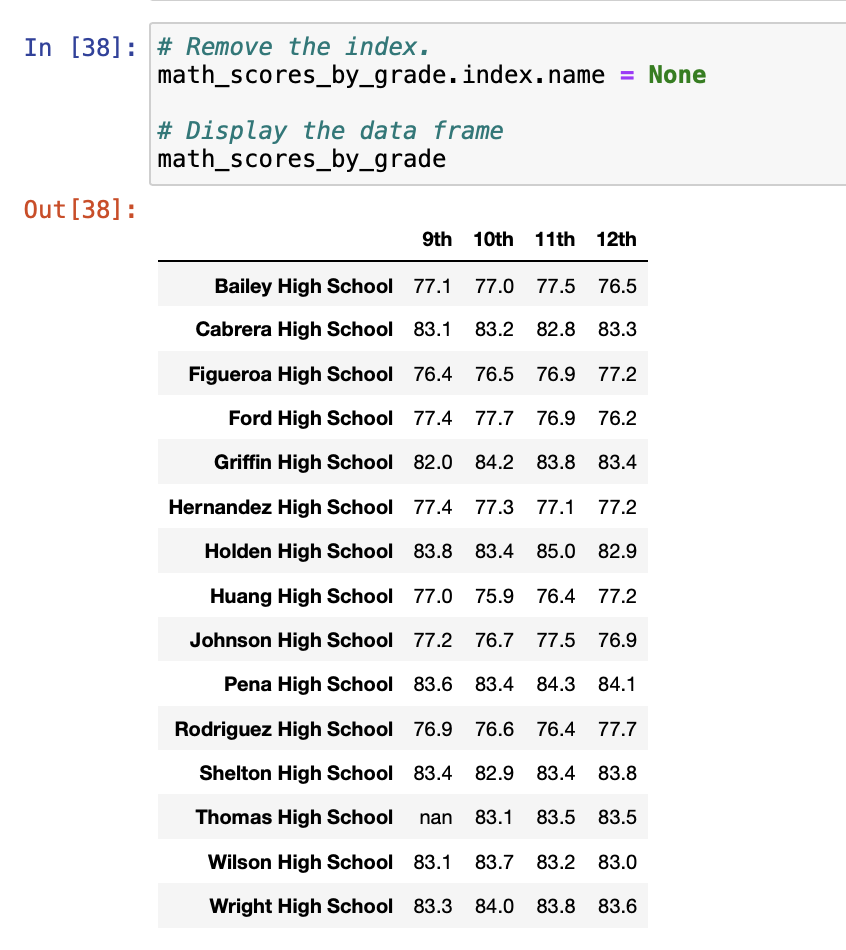 In [38]: # Remove the index.
math_scores_by_grade.index.name = None
# Display the data frame
math_scores_by_grade
Out[38]:
9th 10th 11th 12th
Bailey High School 77.1 77.0 77.5 76.5
Cabrera High School 83.1 83.2 82.8 83.3
Figueroa High School 76.4 76.5 76.9 77.2
Ford High School 77.4 77.7 76.9 76.2
Griffin High School 82.0 84.2 83.8 83.4
Hernandez High School 77.4 77.3 77.1 77.2
Holden High School 83.8 83.4 85.0 82.9
Huang High School 77.0 75.9 76.4 77.2
Johnson High School 77.2 76.7 77.5 76.9
Pena High School 83.6 83.4 84.3 84.1
Rodriguez High School 76.9 76.6 76.4 77.7
Shelton High School 83.4 82.9 83.4 83.8
Thomas High School nan 83.1 83.5 83.5
Wilson High School 83.1 83.7 83.2 83.0
Wright High School 83.3 84.0 83.8 83.6